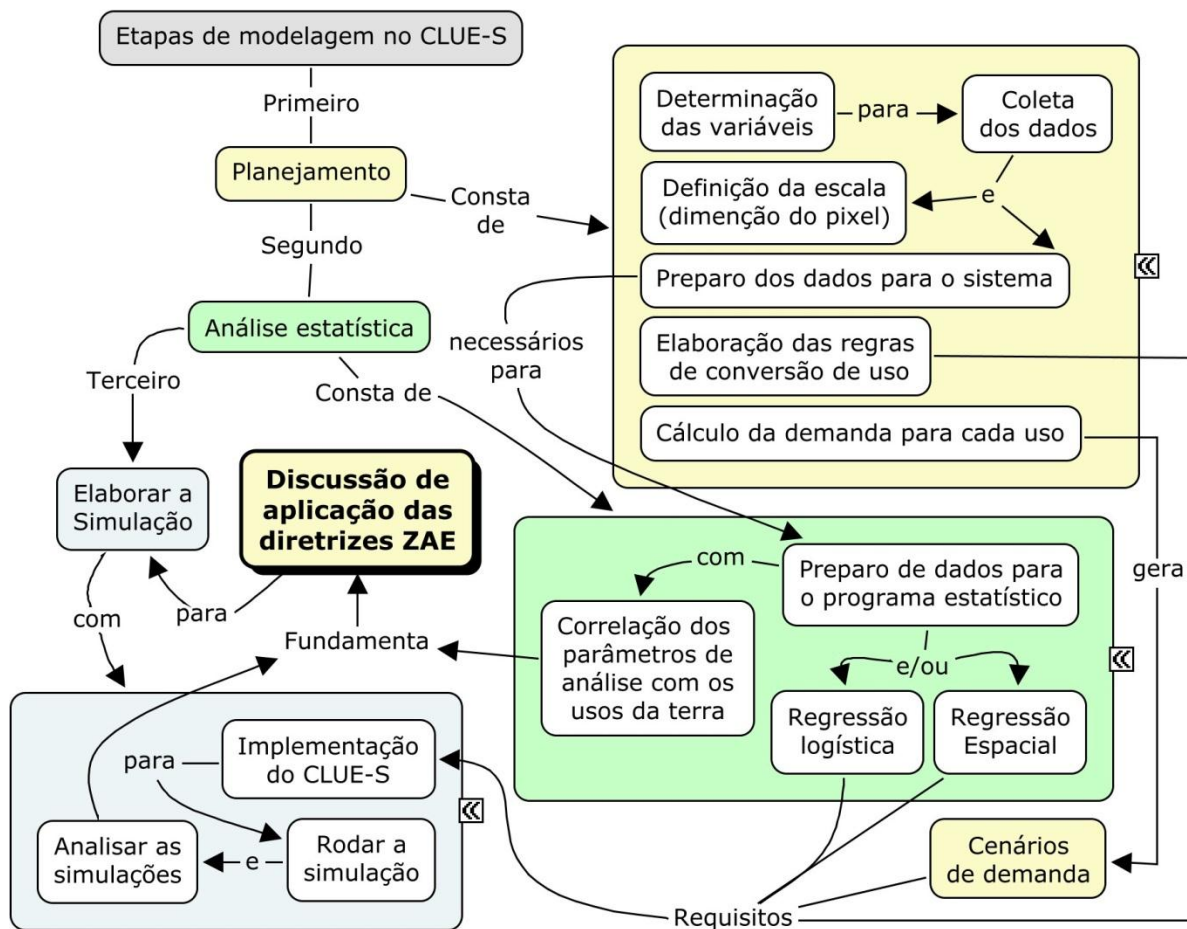 Etapas de modelagem no CLUE-S
Primeiro
Planejamento
Consta
de
Segundo
Análise estatística
Terceiro
Consta de
Determinação
das variáveis
para
Coleta
dos dados
e
Definição da escala
(dimenção do pixel)
Preparo dos dados para o sistema
necessários
para
Elaboração das regras
de conversão de uso
Cálculo da demanda para cada uso
gera
Elaborar a
Simulação
Discussão de
aplicação das
diretrizes ZAE
para
com
Fundamenta
Preparo de dados para
o programa estatístico
com
Correlação dos
parâmetros de
análise com os
usos da terra
e/ou
Regressão
logística
Regressão
Espacial
Implementação
do CLUE-S
para
Rodar a
simulação
e
Analisar as
simulações
Cenários
de demanda
Requisitos